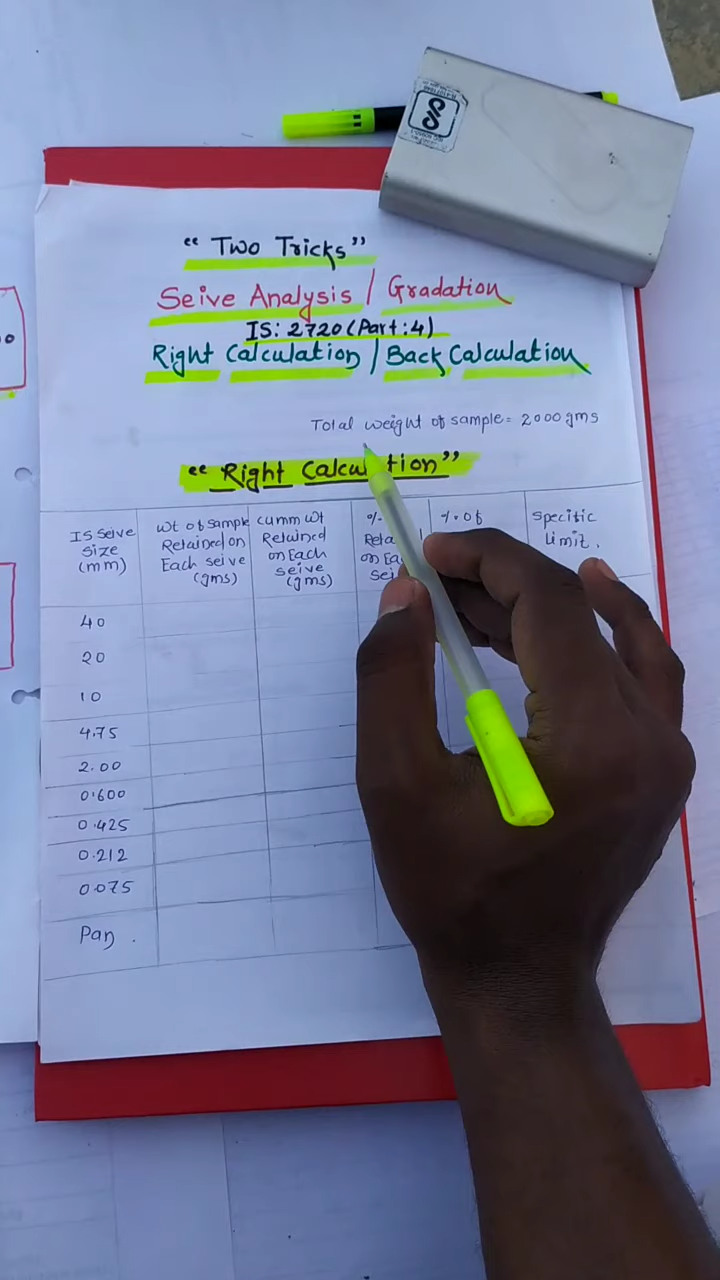 “Two Tricks”
Seive Analysis / Gradation
IS: 2720 (Part:4)
Right Calculation / Back Calculation
Total weight of sample = 2000 gms
“Right Calculation”
IS Seive Size (mm)
Wt of Sample Retained on Each seive (gms)
cumm wt Retained on Each seive (gms)
%
% of
Specific Limit.
40
20
10
4.75
2.00
0.600
0.425
0.212
0.075
Pan.